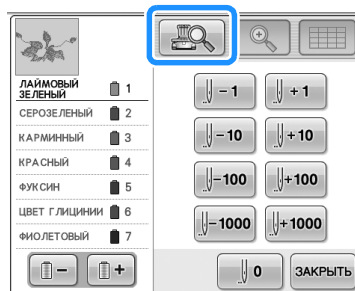 ЛАЙМОВЫЙ
ЗЕЛЕНЫЙ 1
СЕРОЗЕЛЕНЫЙ 2
КАРМИННЫЙ 3
КРАСНЫЙ 4
ФУКСИН 5
ЦВЕТ ГЛИЦИНИИ 6
ФИОЛЕТОВЫЙ 7
− +
−1 +1
−10 +10
−100 +100
−1000 +1000
0 ЗАКРЫТЬ